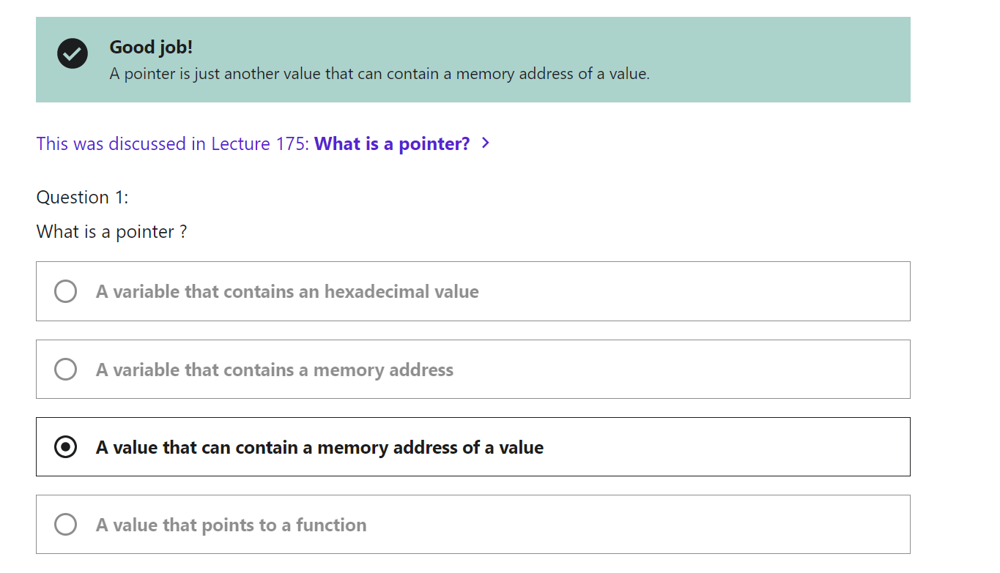 Good job!
A pointer is just another value that can contain a memory address of a value.
This was discussed in Lecture 175: What is a pointer?
Question 1:
What is a pointer ?
A variable that contains an hexadecimal value
A variable that contains a memory address
A value that can contain a memory address of a value
A value that points to a function